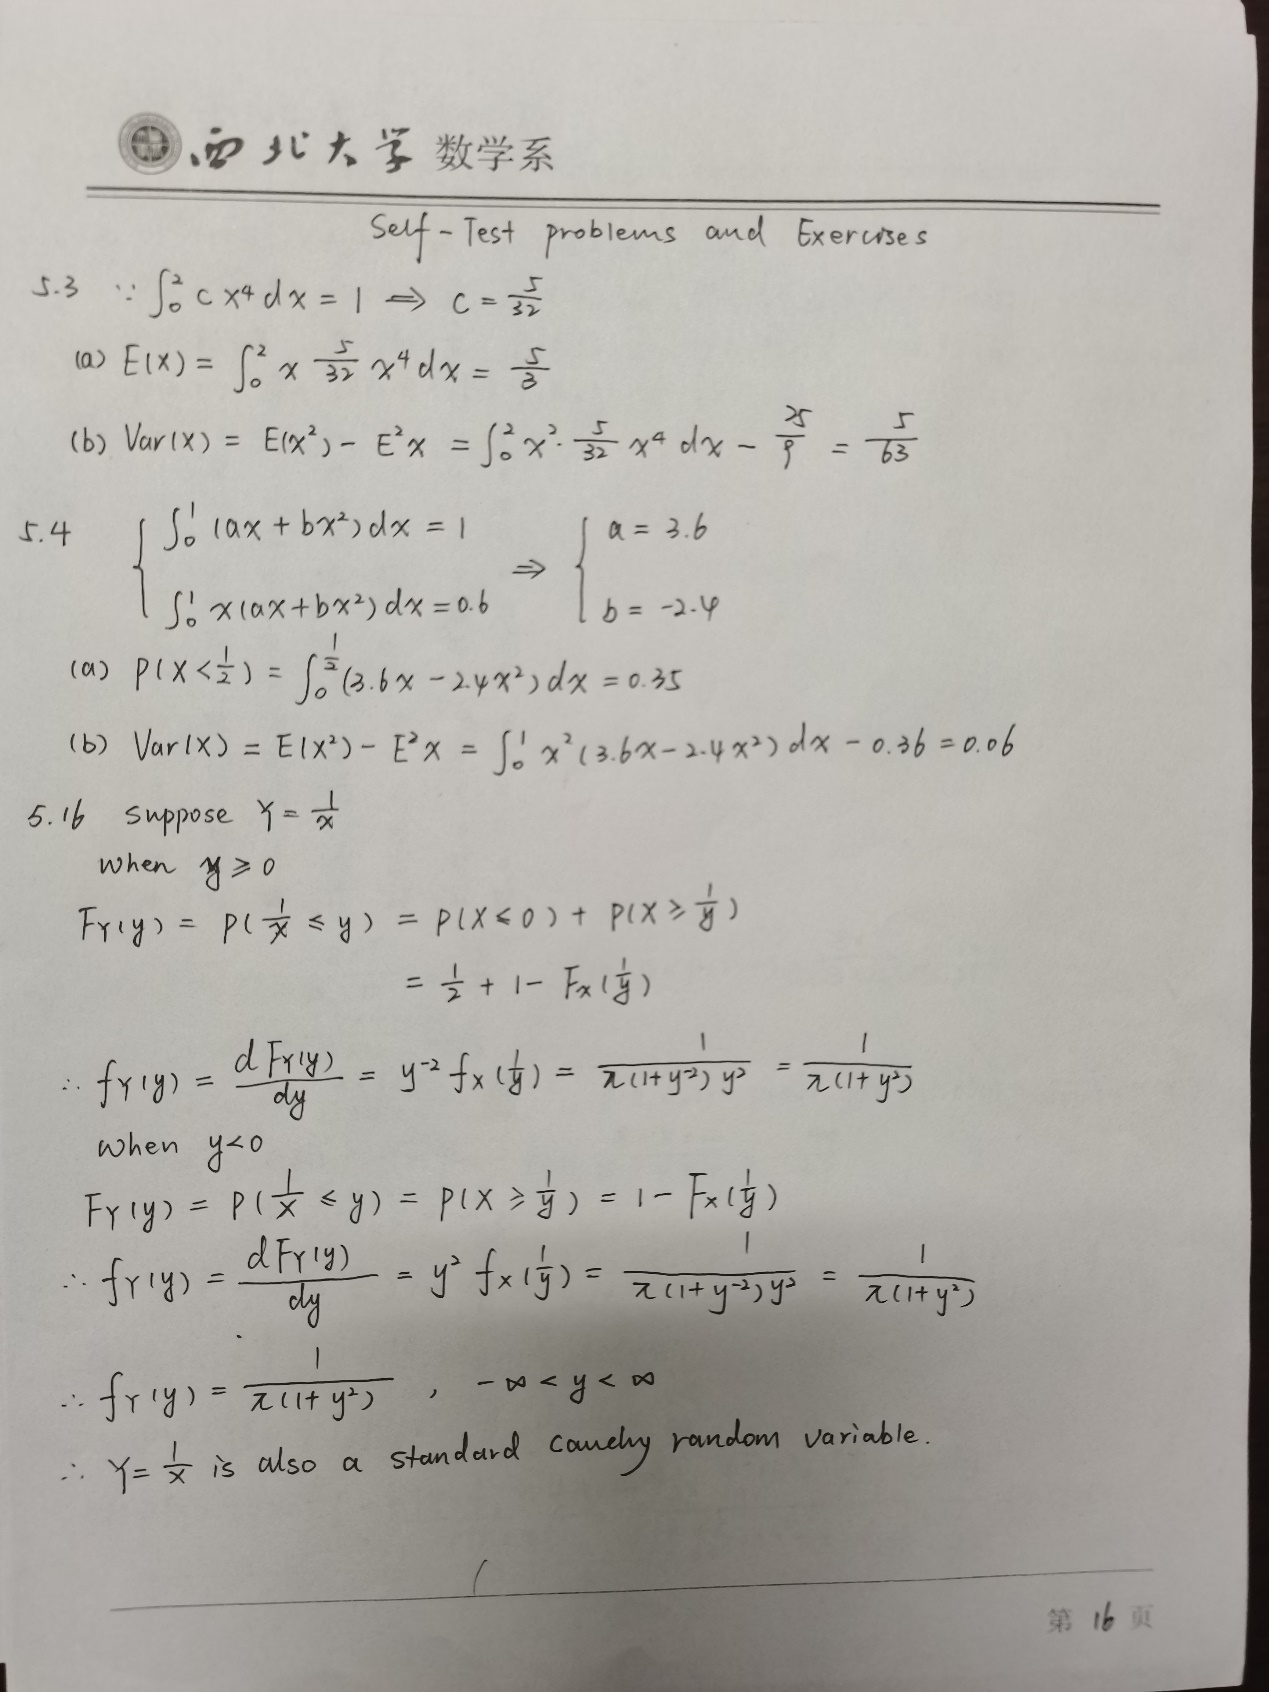 西北大学 数学系
Self-Test problems and Exercises
5.3 ∵ ∫₀² c x⁴ dx = 1 ⇒ c = 5/32
(a) E(x) = ∫₀² x 5/32 x⁴ dx = 5/3
(b) Var(x) = E(x²) - E²x = ∫₀² x² · 5/32 x⁴ dx - 25/9 = 5/63
5.4 { ∫₀¹ (ax + bx²) dx = 1 ⇒ { a = 3.6
∫₀¹ x(ax+bx²) dx = 0.6 b = -2.4
(a) P(X < 1/2) = ∫₀^(1/2) (3.6x - 2.4x²) dx = 0.35
(b) Var(X) = E(X²) - E²X = ∫₀¹ x² (3.6x - 2.4x²) dx - 0.36 = 0.06
5.16 suppose Y = 1/x
when y ≥ 0
F_Y(y) = P(1/X ≤ y) = P(X ≤ 0) + P(X ≥ 1/y)
= 1/2 + 1 - F_X(1/y)
∴ f_Y(y) = dF_Y(y)/dy = y⁻² f_X(1/y) = 1/(π(1+y⁻²)y²) = 1/(π(1+y²))
when y<0
F_Y(y) = P(1/X ≤ y) = P(X ≥ 1/y) = 1 - F_X(1/y)
∴ f_Y(y) = dF_Y(y)/dy = y² f_X(1/y) = 1/(π(1+y⁻²)y²) = 1/(π(1+y²))
∴ f_Y(y) = 1/(π(1+y²)) , -∞ < y < ∞
∴ Y = 1/X is also a standard Cauchy random variable.
第 16 页